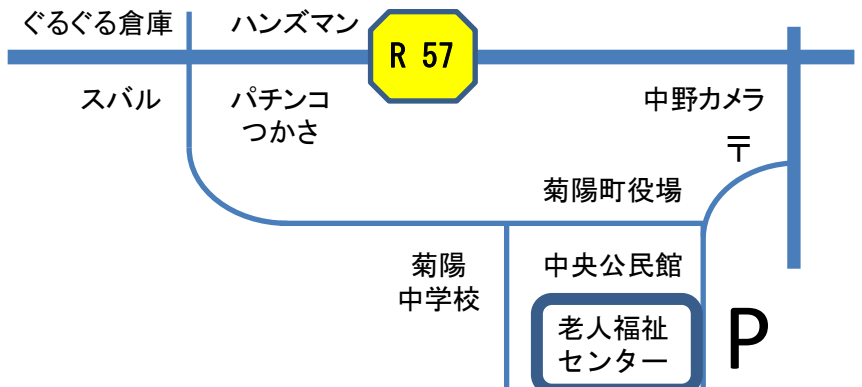 ぐるぐる倉庫
ハンズマン
R 57
スバル
パチンコ
つかさ
中野カメラ
〒
菊陽町役場
菊陽
中学校
中央公民館
老人福祉
センター
P